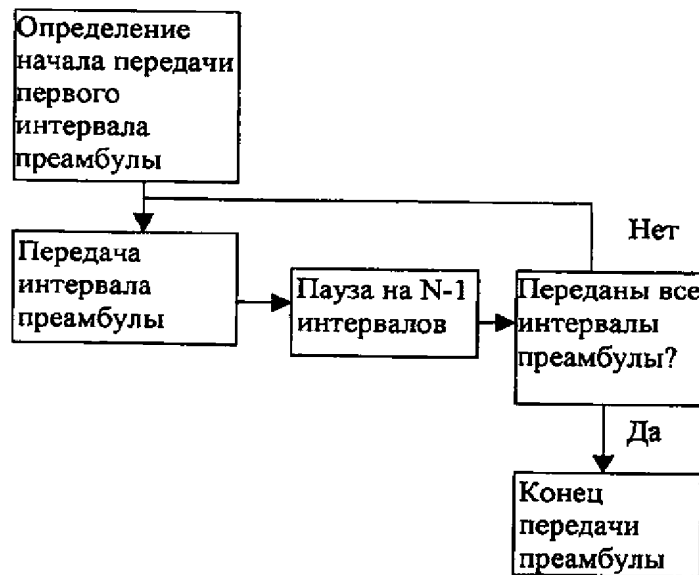 Определение
начала передачи
первого
интервала
преамбулы
Нет
Передача
интервала
преамбулы
Пауза на N-1
интервалов
Переданы все
интервалы
преамбулы?
Да
Конец
передачи
преамбулы